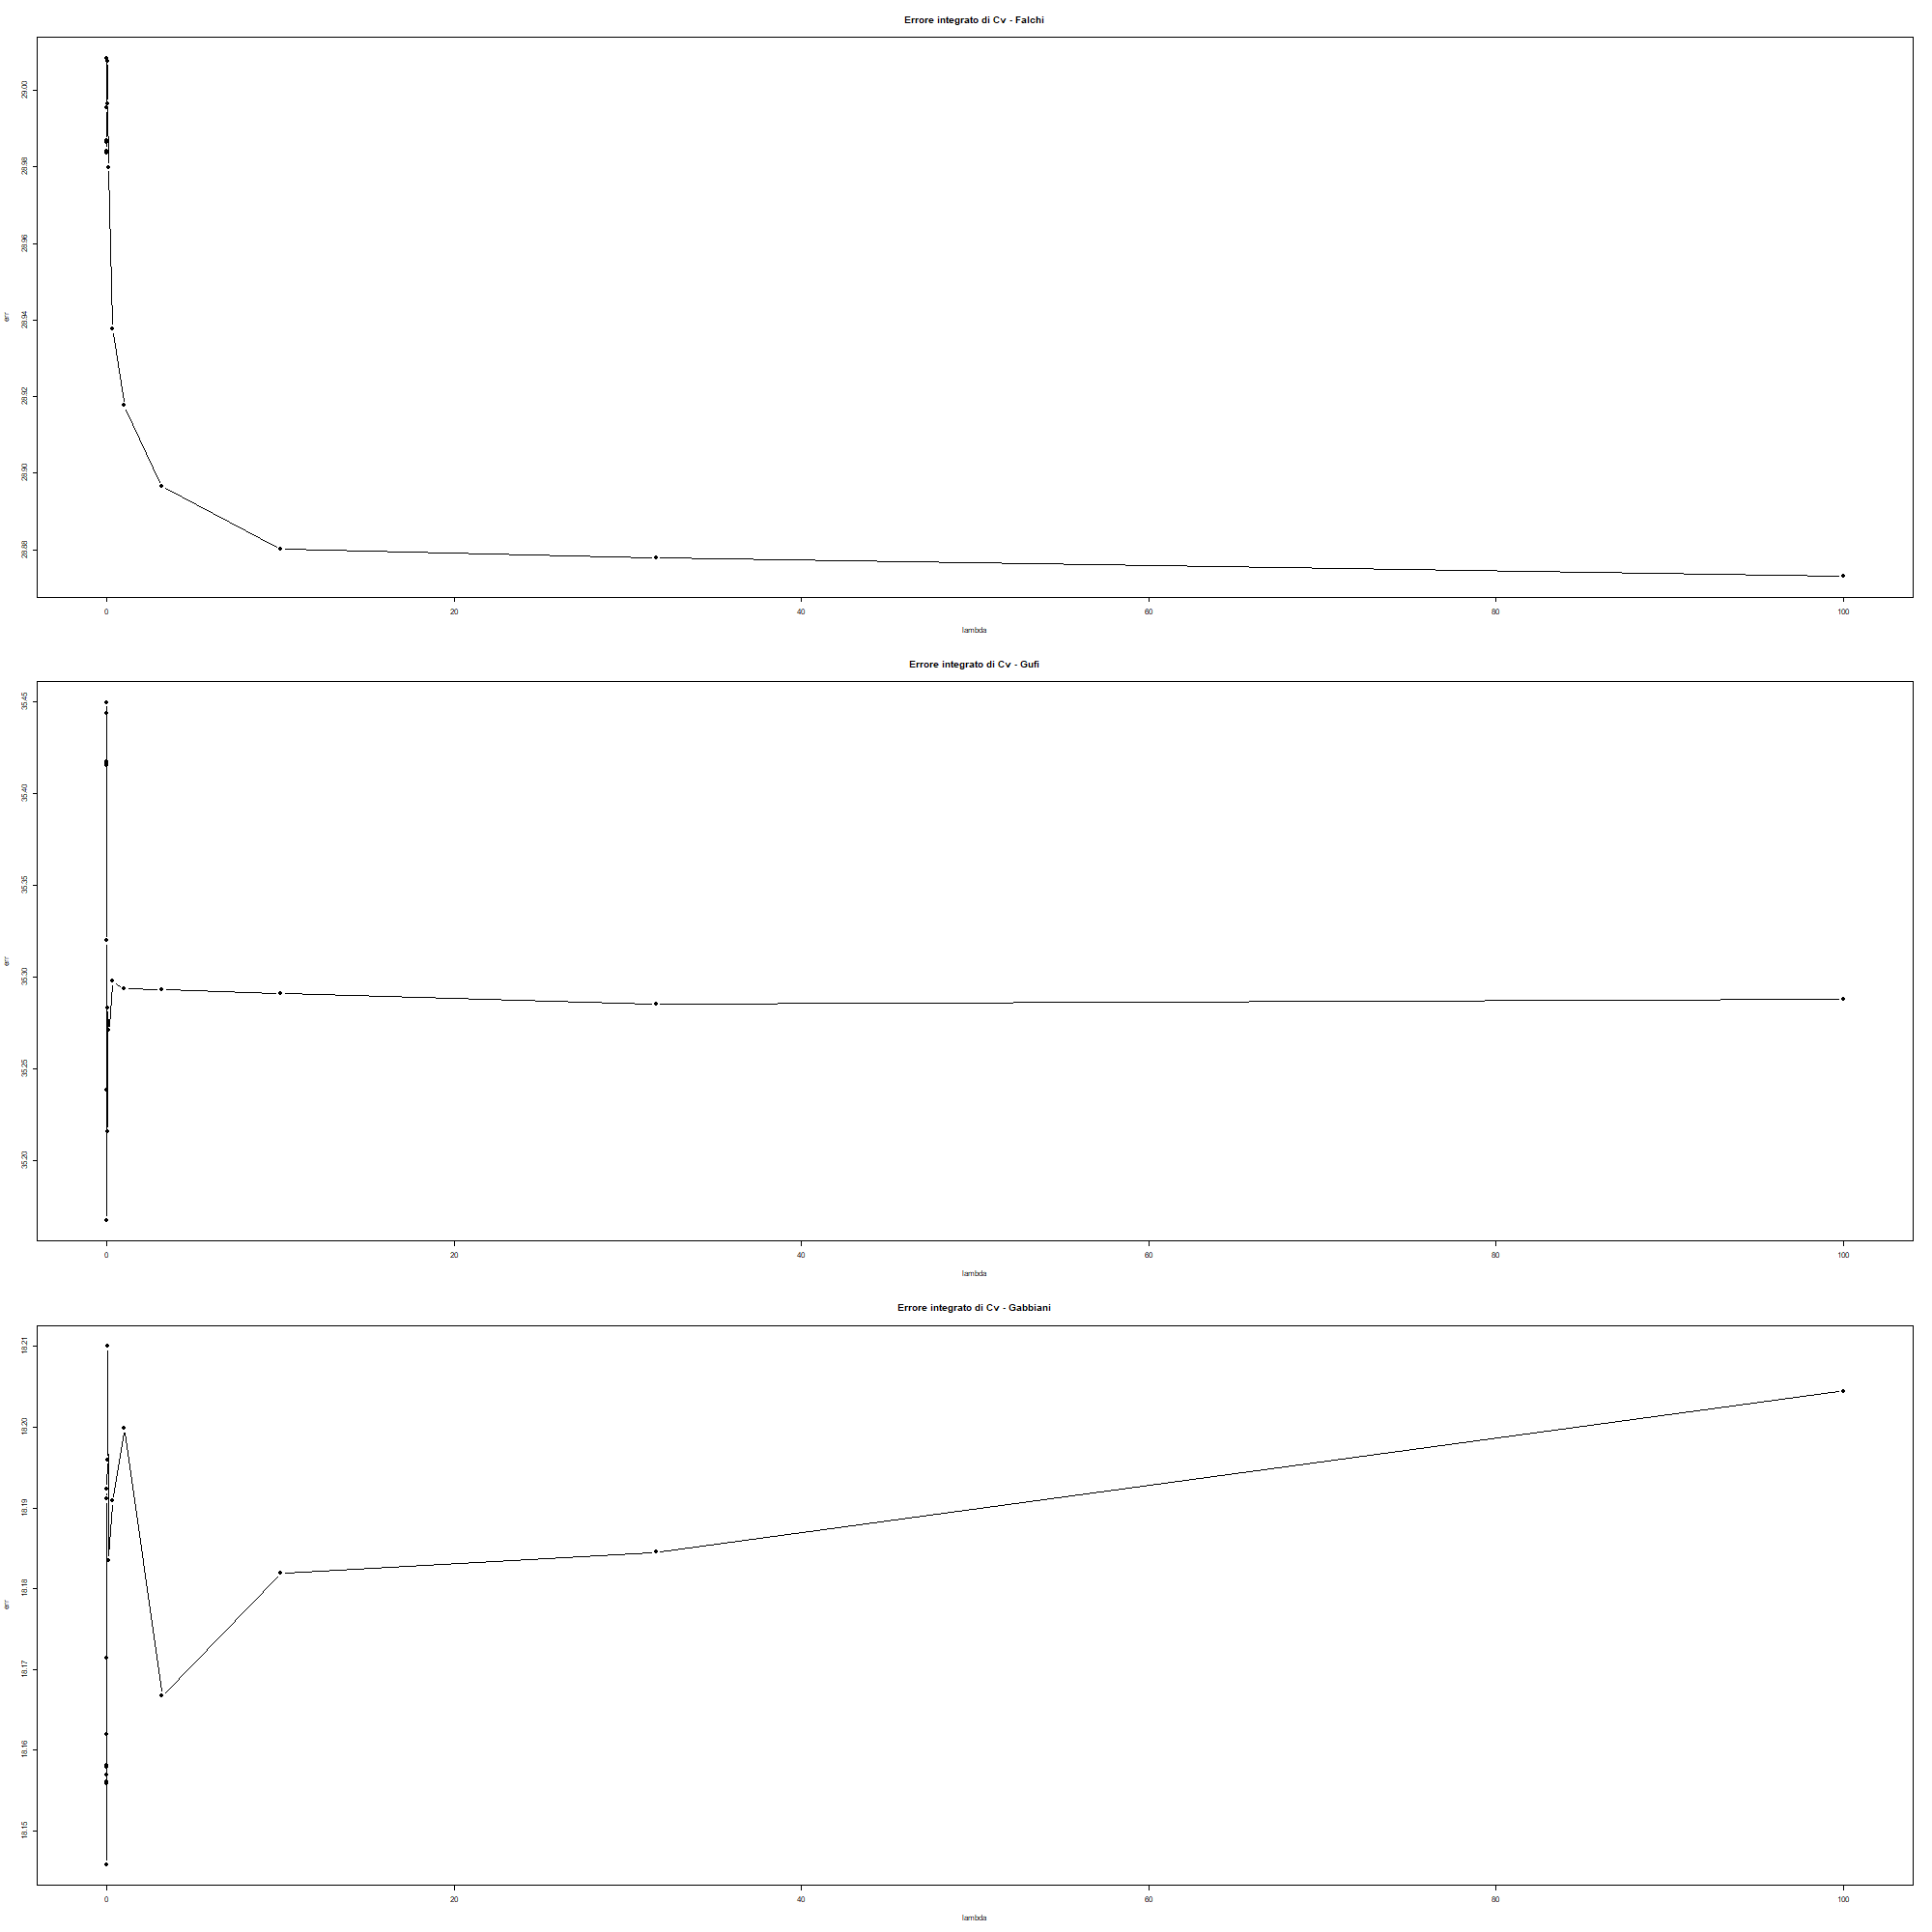 Errore integrato di Cv - Falchi
29.00
28.98
28.96
28.94
28.92
28.90
28.88
err
0 20 40 60 80 100
lambda
Errore integrato di Cv - Gufi
35.45
35.40
35.35
35.30
35.25
35.20
err
0 20 40 60 80 100
lambda
Errore integrato di Cv - Gabbiani
18.21
18.20
18.19
18.18
18.17
18.16
18.15
err
0 20 40 60 80 100
lambda